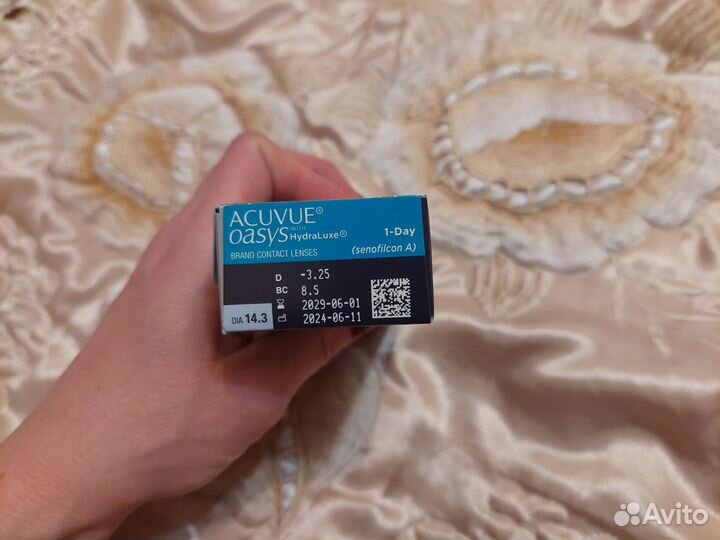 ACUVUE®
OASYS WITH HydraLuxe®
1-Day
BRAND CONTACT LENSES
(senofilcon A)
D -3.25
BC 8.5
2029-06-01
DIA 14.3
2024-06-11
Avito